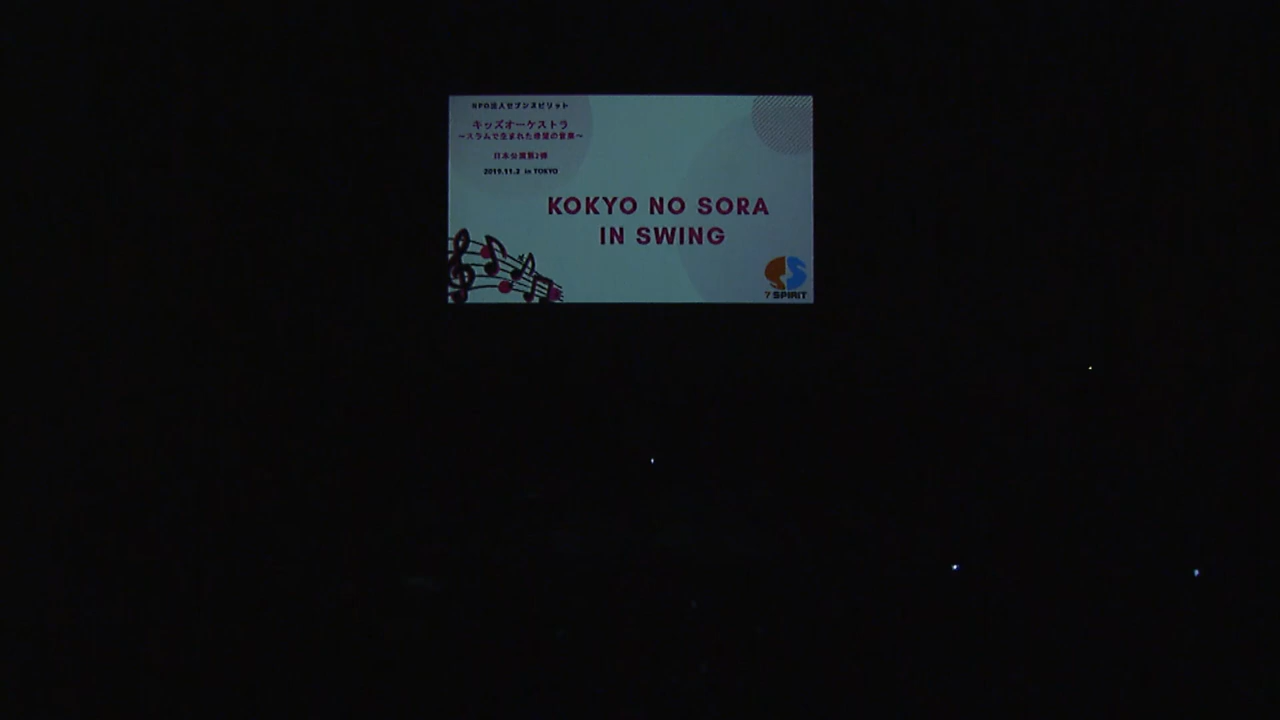 NPO法人セブンスピリット
キッズオーケストラ
～スラムで生まれた希望の音楽～
日本公演第2弾
2019.11.2 in TOKYO
KOKYO NO SORA
IN SWING
7 SPIRIT